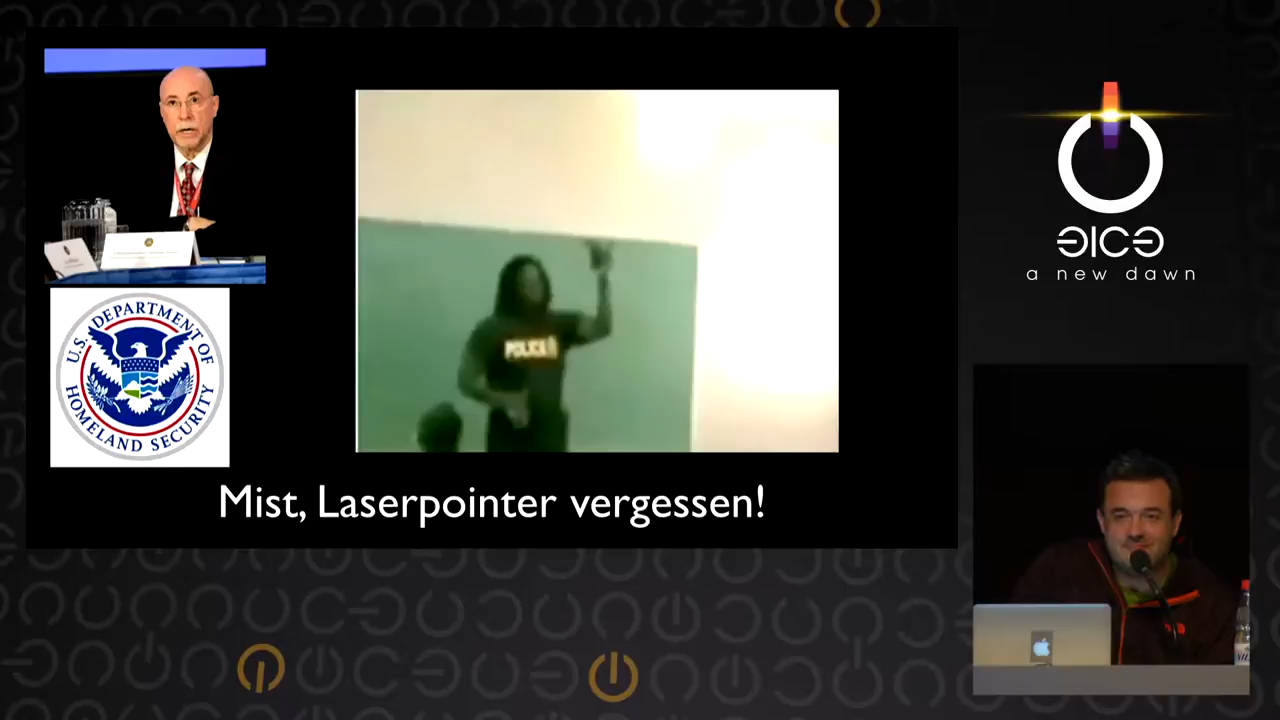 U.S. DEPARTMENT OF
HOMELAND SECURITY
POLICE
Mist, Laserpointer vergessen!
a new dawn